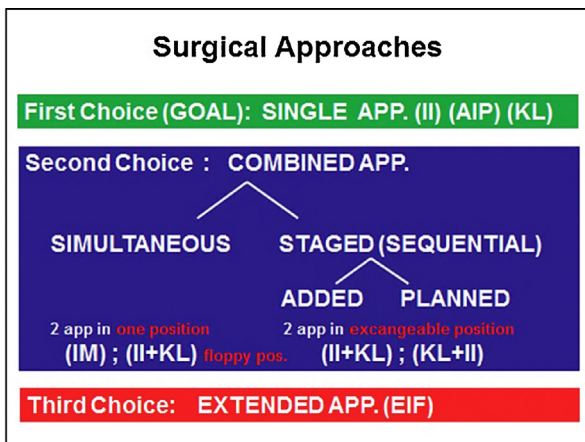 Surgical Approaches
First Choice (GOAL): SINGLE APP. (II) (AIP) (KL)
Second Choice : COMBINED APP.
SIMULTANEOUS STAGED (SEQUENTIAL)
ADDED PLANNED
2 app in one position 2 app in excangeable position
(IM) ; (II+KL) floppy pos. (II+KL) ; (KL+II)
Third Choice: EXTENDED APP. (EIF)